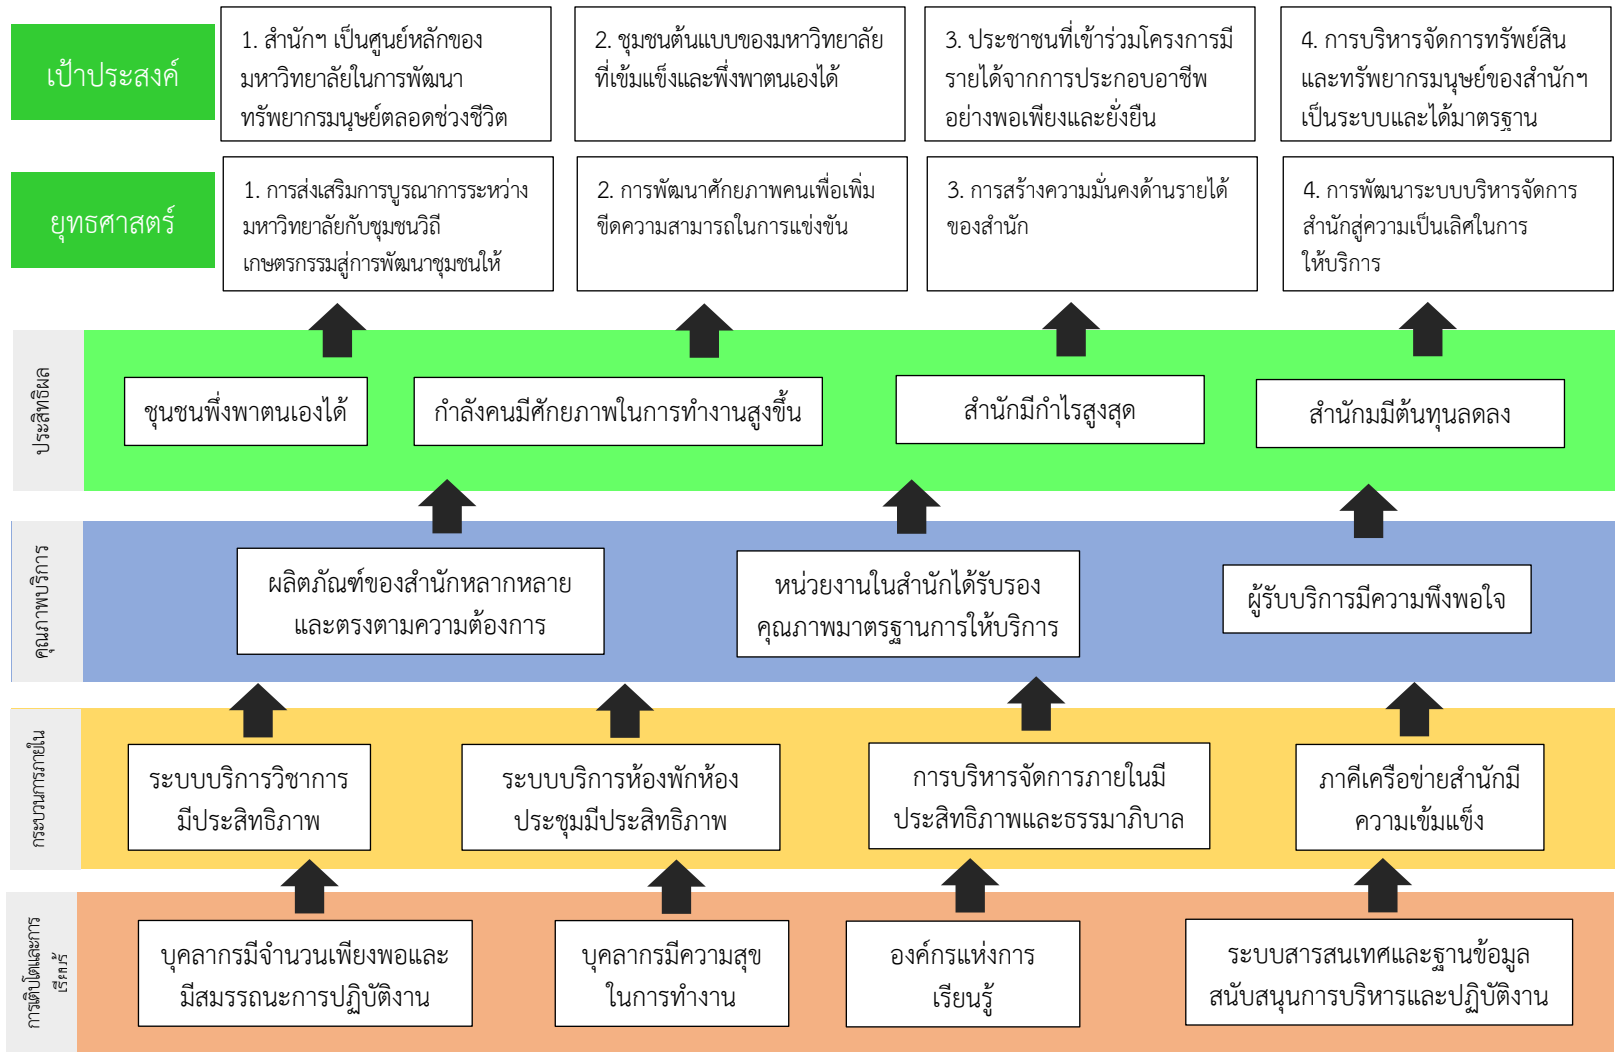 เป้าประสงค์
1. สำนักฯ เป็นศูนย์หลักของ
มหาวิทยาลัยในการพัฒนา
ทรัพยากรมนุษย์ตลอดช่วงชีวิต
2. ชุมชนต้นแบบของมหาวิทยาลัย
ที่เข้มแข็งและพึ่งพาตนเองได้
3. ประชาชนที่เข้าร่วมโครงการมี
รายได้จากการประกอบอาชีพ
อย่างพอเพียงและยั่งยืน
4. การบริหารจัดการทรัพย์สิน
และทรัพยากรมนุษย์ของสำนักฯ
เป็นระบบและได้มาตรฐาน
ยุทธศาสตร์
1. การส่งเสริมการบูรณาการระหว่าง
มหาวิทยาลัยกับชุมชนวิถี
เกษตรกรรมสู่การพัฒนาชุมชนให้
2. การพัฒนาศักยภาพคนเพื่อเพิ่ม
ขีดความสามารถในการแข่งขัน
3. การสร้างความมั่นคงด้านรายได้
ของสำนัก
4. การพัฒนาระบบบริหารจัดการ
สำนักสู่ความเป็นเลิศในการ
ให้บริการ
ประสิทธิผล
ชุนชนพึ่งพาตนเองได้
กำลังคนมีศักยภาพในการทำงานสูงขึ้น
สำนักมีกำไรสูงสุด
สำนักมมีต้นทุนลดลง
คุณภาพบริการ
ผลิตภัณฑ์ของสำนักหลากหลาย
และตรงตามความต้องการ
หน่วยงานในสำนักได้รับรอง
คุณภาพมาตรฐานการให้บริการ
ผู้รับบริการมีความพึงพอใจ
กระบวนการภายใน
ระบบบริการวิชาการ
มีประสิทธิภาพ
ระบบบริการห้องพักห้อง
ประชุมมีประสิทธิภาพ
การบริหารจัดการภายในมี
ประสิทธิภาพและธรรมาภิบาล
ภาคีเครือข่ายสำนักมี
ความเข้มแข็ง
การเติบโตและการ
เรียนรู้
บุคลากรมีจำนวนเพียงพอและ
มีสมรรถนะการปฏิบัติงาน
บุคลากรมีความสุข
ในการทำงาน
องค์กรแห่งการ
เรียนรู้
ระบบสารสนเทศและฐานข้อมูล
สนับสนุนการบริหารและปฏิบัติงาน